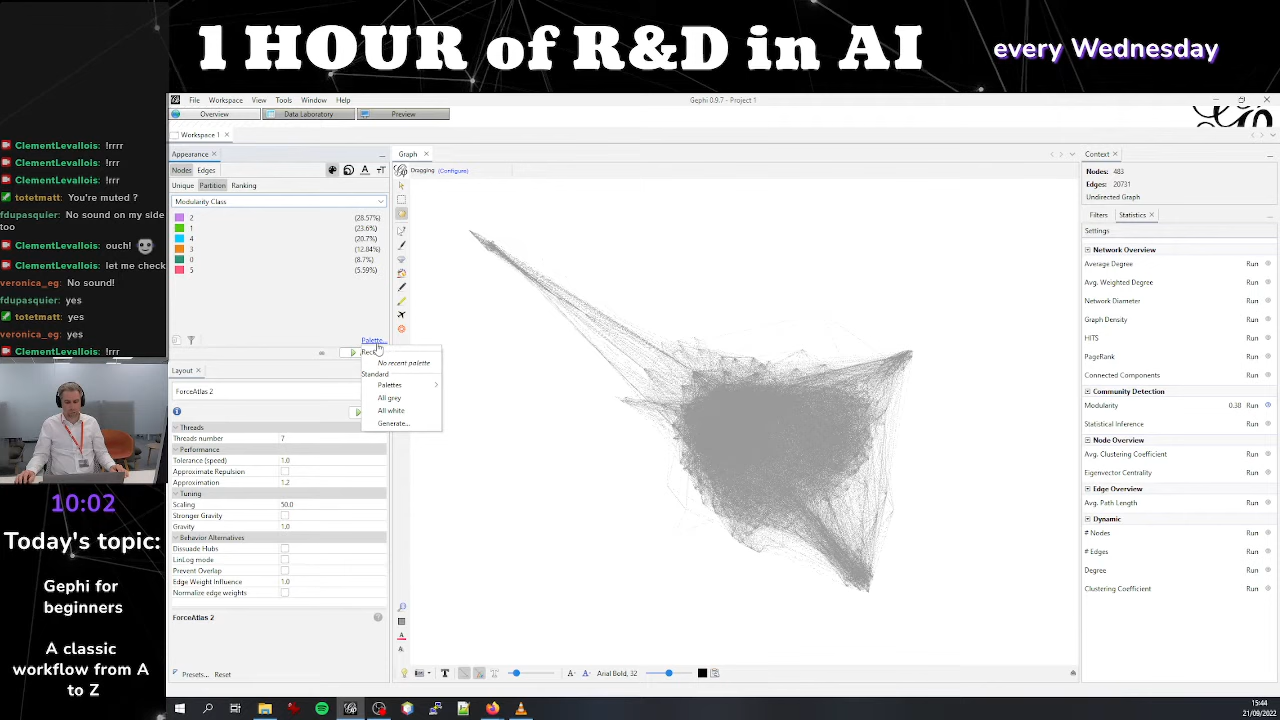 1 HOUR of R&D in AI
every Wednesday
ClementLevallois: !rrrr
ClementLevallois: !rrr
ClementLevallois: !rrr
totetmatt: You're muted ?
fdupasquier: No sound on my side
too
ClementLevallois: ouch!
ClementLevallois: let me check
veronica_eg: No sound!
fdupasquier: yes
totetmatt: yes
veronica_eg: yes
ClementLevallois: !rrr
10:02
Today's topic:
Gephi for
beginners
A classic
workflow from A
to Z
Gephi 0.9.7 - Project 1
File Workspace View Tools Window Help
Overview Data Laboratory Preview
Workspace 1
Appearance
Nodes Edges
Unique Partition Ranking
Modularity Class
2 (28.57%)
1 (23.6%)
4 (20.7%)
3 (12.84%)
0 (8.7%)
5 (5.59%)
Palette...
No recent palette
Standard
Palettes
All grey
All white
Generate...
Layout
ForceAtlas 2
Threads
Threads number 7
Performance
Tolerance (speed) 1.0
Approximate Repulsion
Approximation 1.2
Tuning
Scaling 50.0
Stronger Gravity
Gravity 1.0
Behavior Alternatives
Dissuade Hubs
LinLog mode
Prevent Overlap
Edge Weight Influence 1.0
Normalize edge weights
ForceAtlas 2
Presets... Reset
Graph
Dragging (Configure)
Arial Bold, 32
Context
Nodes: 483
Edges: 20731
Undirected Graph
Filters Statistics
Settings
Network Overview
Average Degree Run
Avg. Weighted Degree Run
Network Diameter Run
Graph Density Run
HITS Run
PageRank Run
Connected Components Run
Community Detection
Modularity 0.38 Run
Statistical Inference Run
Node Overview
Avg. Clustering Coefficient Run
Eigenvector Centrality Run
Edge Overview
Avg. Path Length Run
Dynamic
# Nodes Run
# Edges Run
Degree Run
Clustering Coefficient Run
15:44
21/09/2022